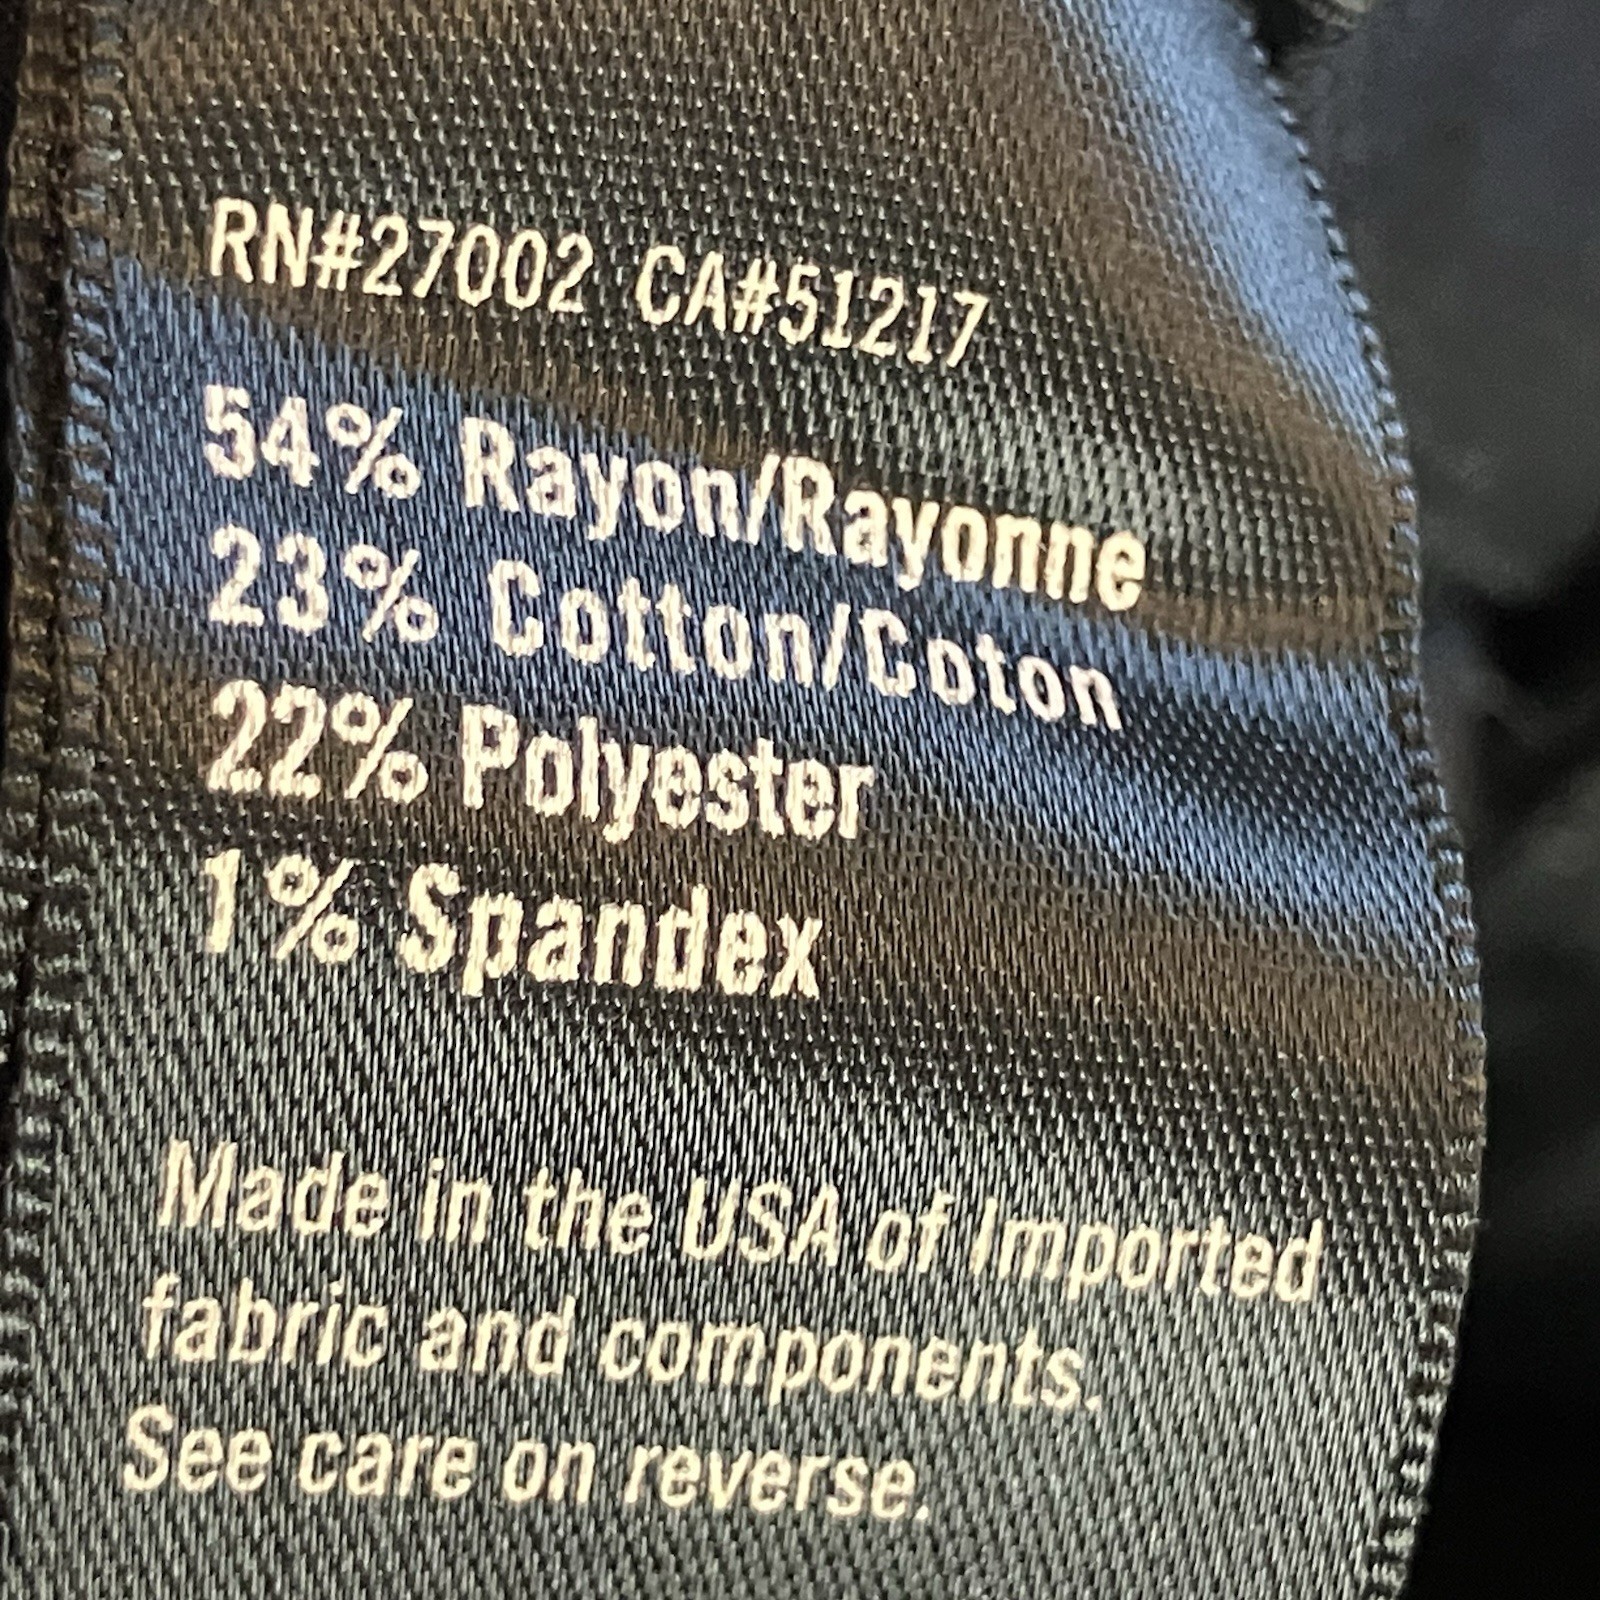 RN#27002 CA#51217
54% Rayon/Rayonne
23% Cotton/Coton
22% Polyester
1% Spandex
Made in the USA of Imported
fabric and components.
See care on reverse.